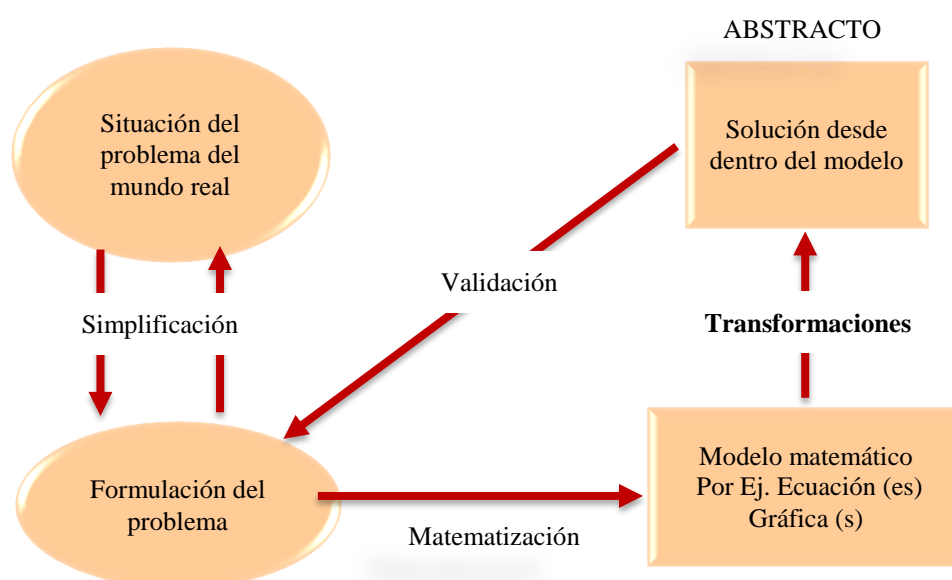 ABSTRACTO
Situación del
problema del
mundo real
Solución desde
dentro del modelo
Validación
Simplificación
Transformaciones
Formulación del
problema
Modelo matemático
Por Ej. Ecuación (es)
Gráfica (s)
Matematización